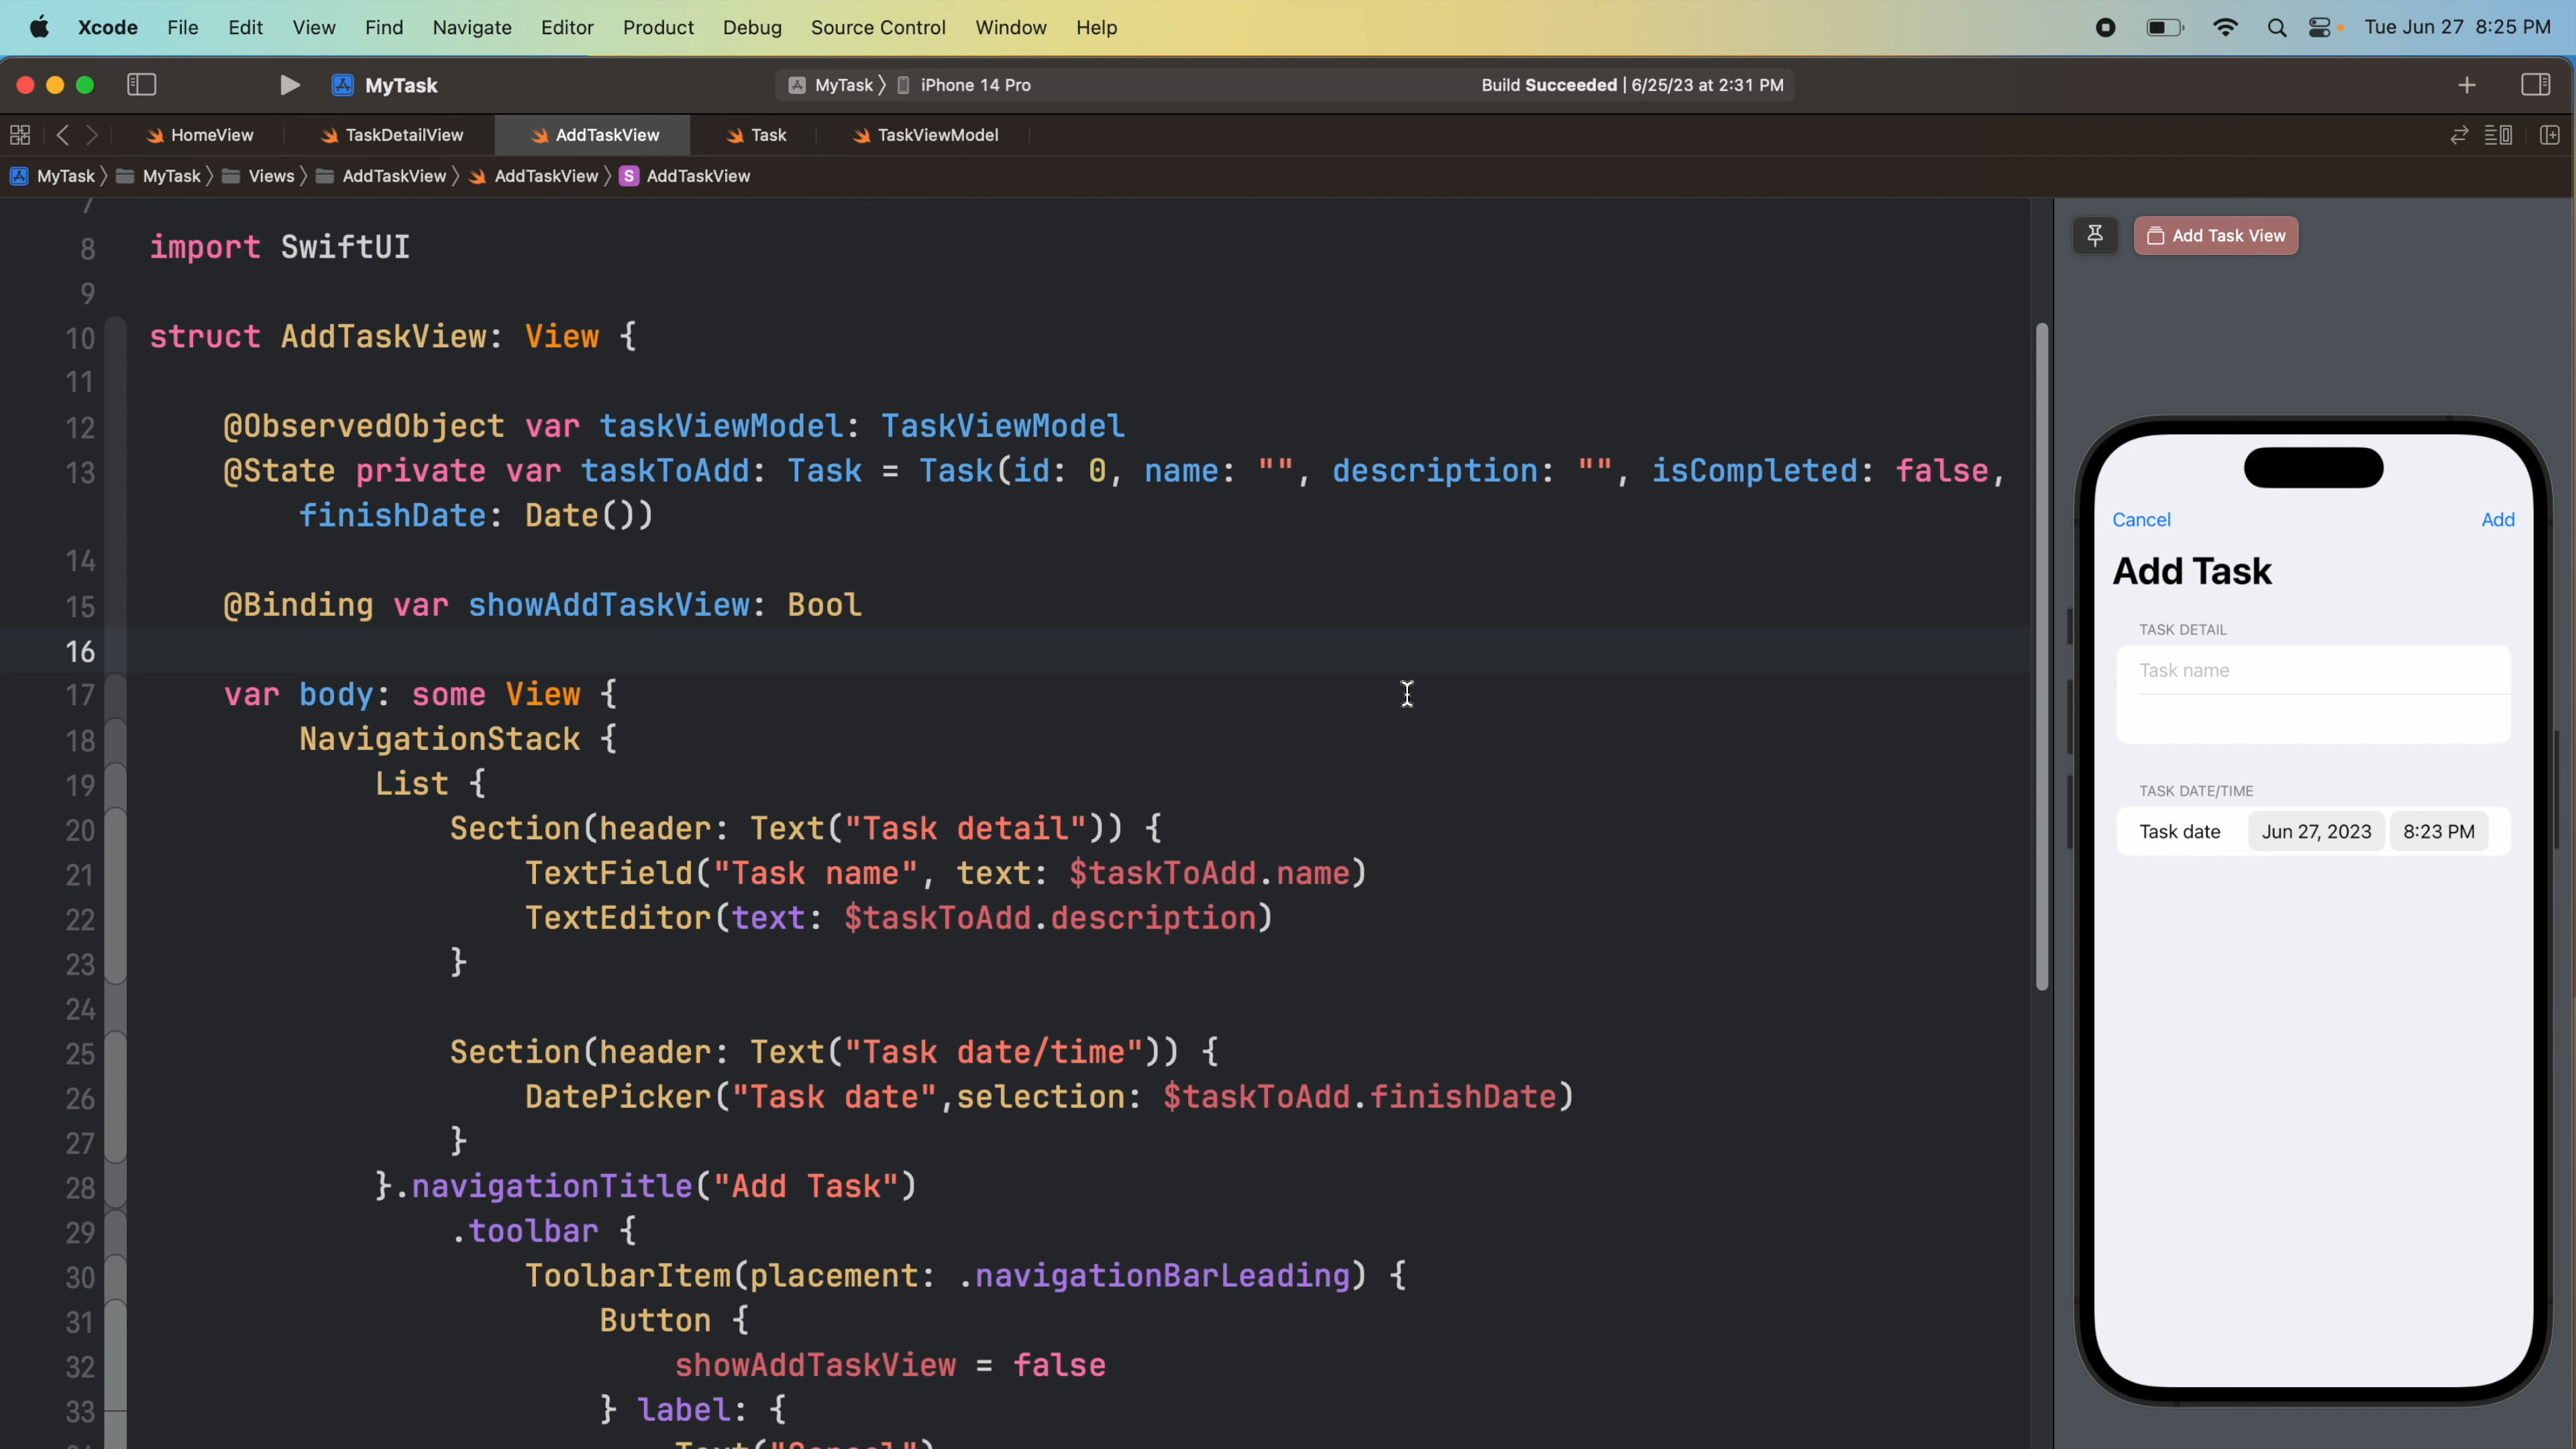 Xcode File Edit View Find Navigate Editor Product Debug Source Control Window Help Tue Jun 27 8:25 PM
MyTask MyTask iPhone 14 Pro Build Succeeded | 6/25/23 at 2:31 PM
HomeView TaskDetailView AddTaskView Task TaskViewModel
MyTask MyTask Views AddTaskView AddTaskView S AddTaskView
7
8 import SwiftUI
9
10 struct AddTaskView: View {
11
12 @ObservedObject var taskViewModel: TaskViewModel
13 @State private var taskToAdd: Task = Task(id: 0, name: "", description: "", isCompleted: false,
finishDate: Date())
14
15 @Binding var showAddTaskView: Bool
16
17 var body: some View {
18 NavigationStack {
19 List {
20 Section(header: Text("Task detail")) {
21 TextField("Task name", text: $taskToAdd.name)
22 TextEditor(text: $taskToAdd.description)
23 }
24
25 Section(header: Text("Task date/time")) {
26 DatePicker("Task date",selection: $taskToAdd.finishDate)
27 }
28 }.navigationTitle("Add Task")
29 .toolbar {
30 ToolbarItem(placement: .navigationBarLeading) {
31 Button {
32 showAddTaskView = false
33 } label: {
Text("Cancel")
Add Task View
Cancel Add
Add Task
TASK DETAIL
Task name
TASK DATE/TIME
Task date Jun 27, 2023 8:23 PM